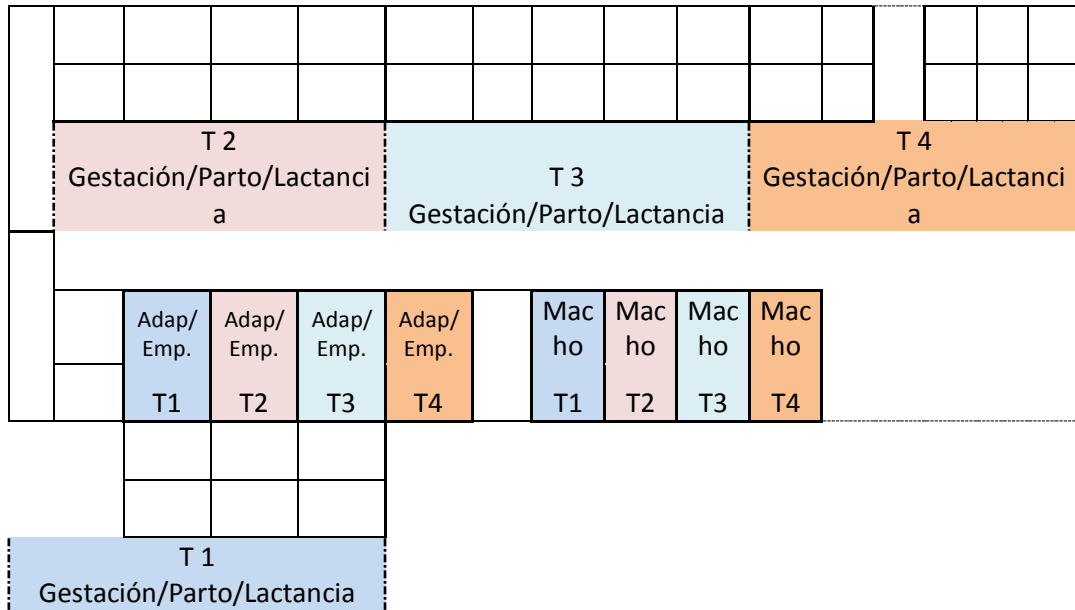 T 2
Gestación/Parto/Lactanci
a
T 3
Gestación/Parto/Lactancia
T 4
Gestación/Parto/Lactanci
a
Adap/
Emp.
T1
Adap/
Emp.
T2
Adap/
Emp.
T3
Adap/
Emp.
T4
Mac
ho
T1
Mac
ho
T2
Mac
ho
T3
Mac
ho
T4
T 1
Gestación/Parto/Lactancia